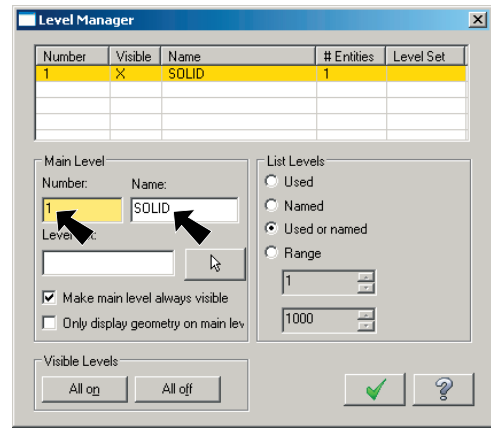 Level Manager
Number Visible Name # Entities Level Set
1 X SOLID 1
Main Level
Number: Name:
1 SOLID
Level
Make main level always visible
Only display geometry on main lev
List Levels
Used
Named
Used or named
Range
1
1000
Visible Levels
All on All off